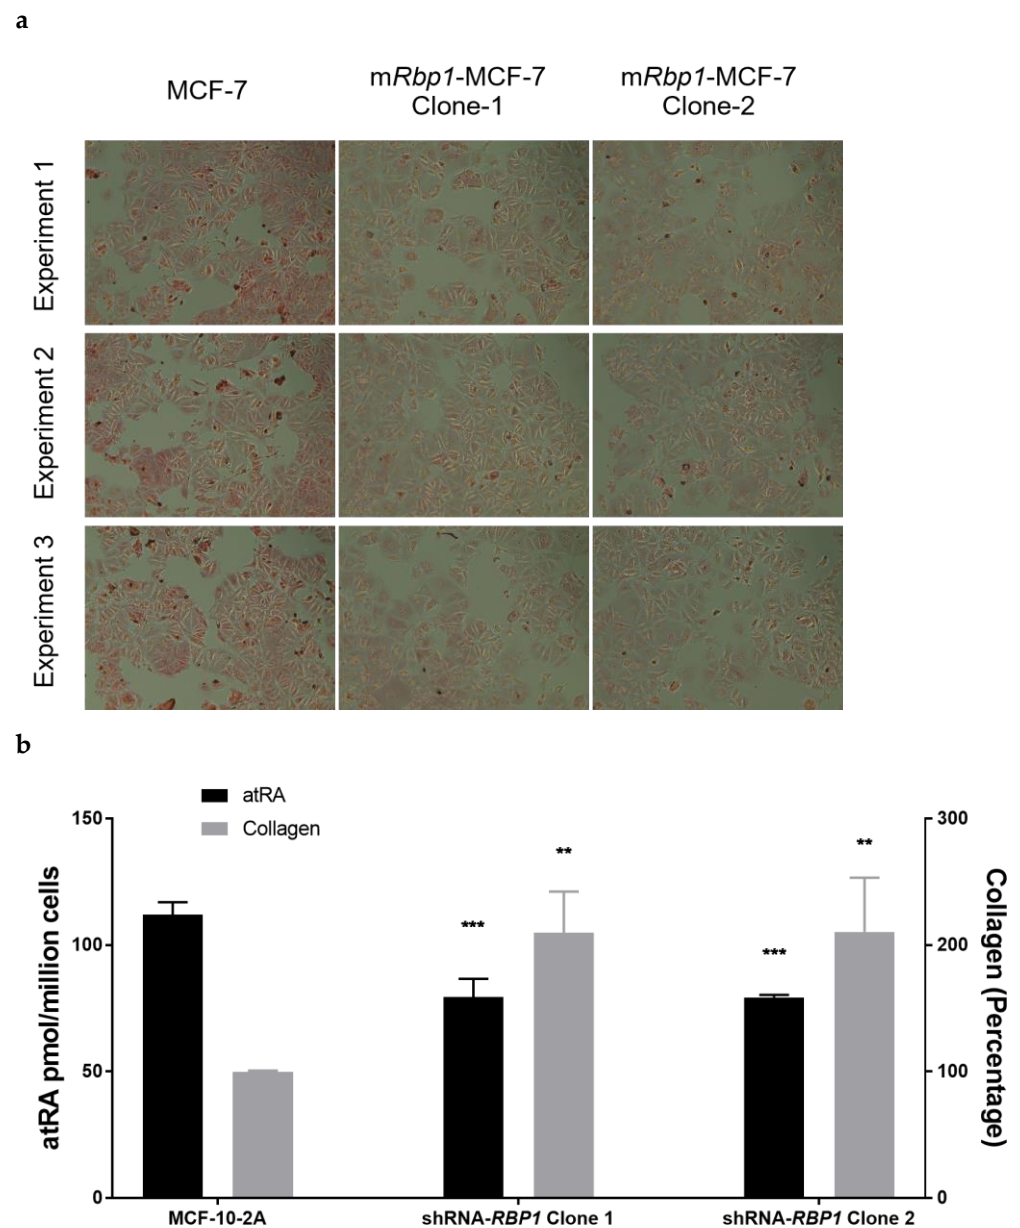 a
MCF-7
mRbp1-MCF-7
Clone-1
mRbp1-MCF-7
Clone-2
Experiment 1
Experiment 2
Experiment 3
b
atRA
Collagen
atRA pmol/million cells
150
100
50
0
***
**
***
**
300
200
100
0
Collagen (Percentage)
MCF-10-2A
shRNA-RBP1 Clone 1
shRNA-RBP1 Clone 2